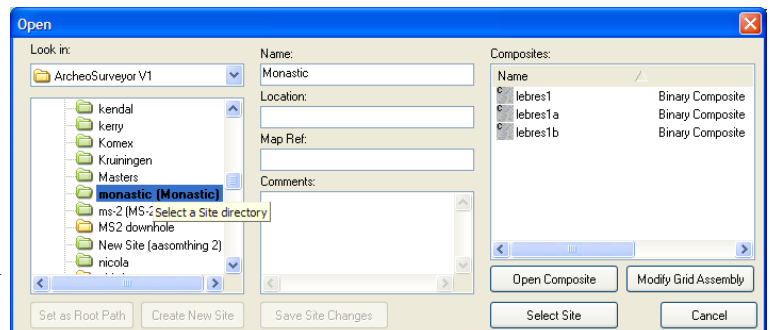 Open
Look in:
ArcheoSurveyor V1
kendal
kerry
Komex
Kruiningen
Masters
monastic (Monastic)
ms-2 (MS-2
Select a Site directory
MS2 downhole
New Site (aasomthing 2)
nicola
Set as Root Path
Create New Site
Name:
Monastic
Location:
Map Ref:
Comments:
Save Site Changes
Composites:
Name
lebres1 Binary Composite
lebres1a Binary Composite
lebres1b Binary Composite
Open Composite
Modify Grid Assembly
Select Site
Cancel